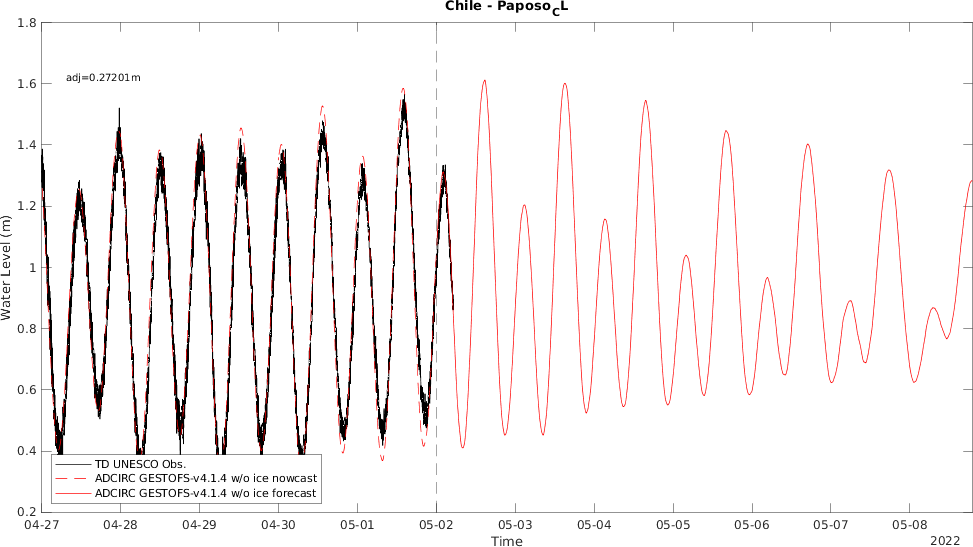 Chile - Paposo_CL
1.8
1.6
1.4
1.2
1
0.8
0.6
0.4
0.2
Water Level (m)
adj=0.27201m
TD UNESCO Obs.
ADCIRC GESTOFS-v4.1.4 w/o ice nowcast
ADCIRC GESTOFS-v4.1.4 w/o ice forecast
04-27 04-28 04-29 04-30 05-01 05-02 05-03 05-04 05-05 05-06 05-07 05-08
Time
2022